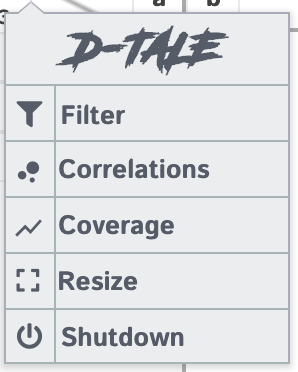 a b
D-TALE
Filter
Correlations
Coverage
Resize
Shutdown